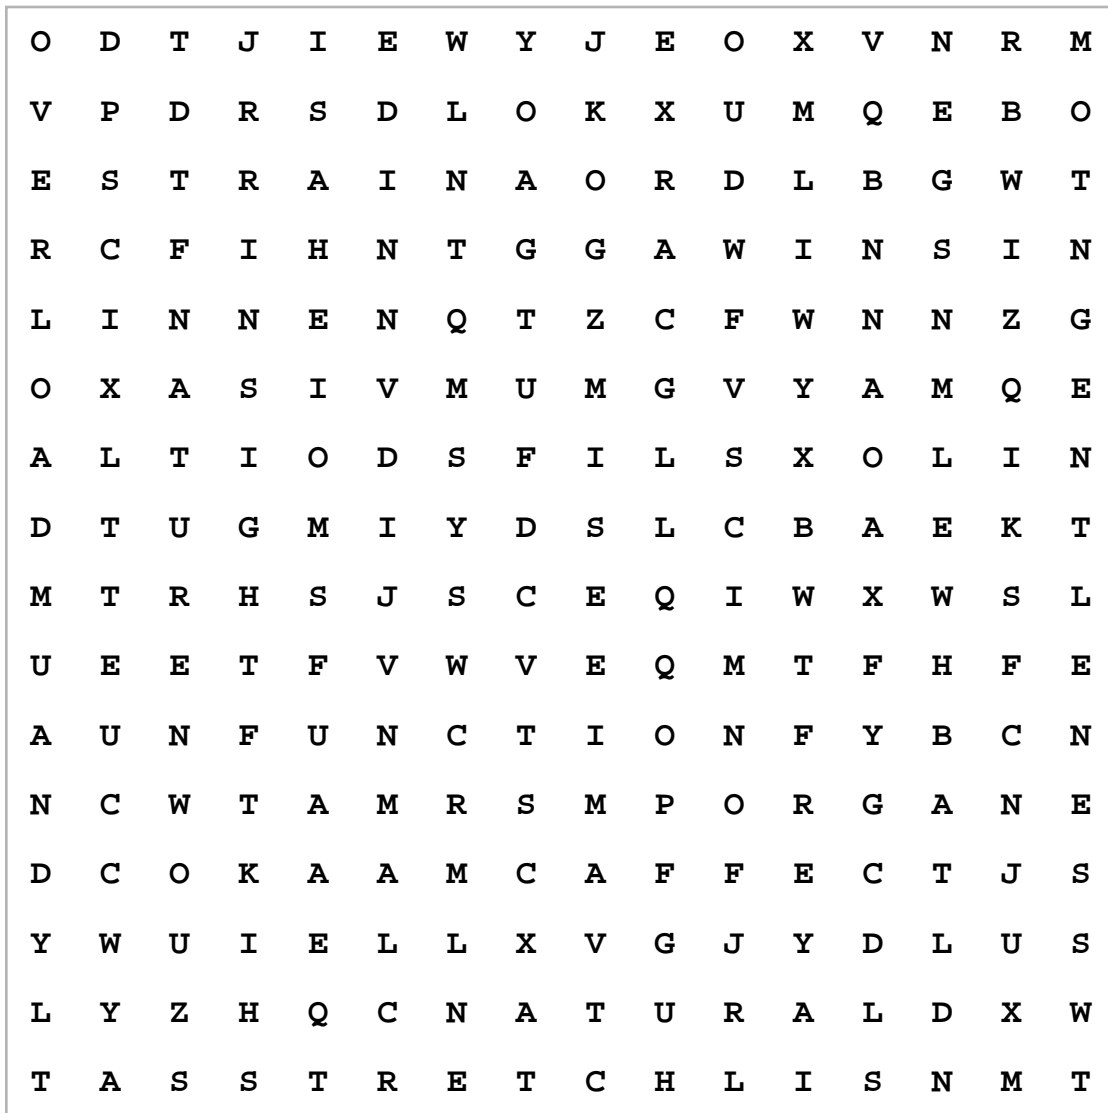 O D T J I E W Y J E O X V N R M
V P D R S D L O K X U M Q E B O
E S T R A I N A O R D L B G W T
R C F I H N T G G A W I N S I N
L I N N E N Q T Z C F W N N Z G
O X A S I V M U M G V Y A M Q E
A L T I O D S F I L S X O L I N
D T U G M I Y D S L C B A E K T
M T R H S J S C E Q I W X W S L
U E E T F V W V E Q M T F H F E
A U N F U N C T I O N F Y B C N
N C W T A M R S M P O R G A N E
D C O K A A M C A F F E C T J S
Y W U I E L L X V G J Y D L U S
L Y Z H Q C N A T U R A L D X W
T A S S T R E T C H L I S N M T